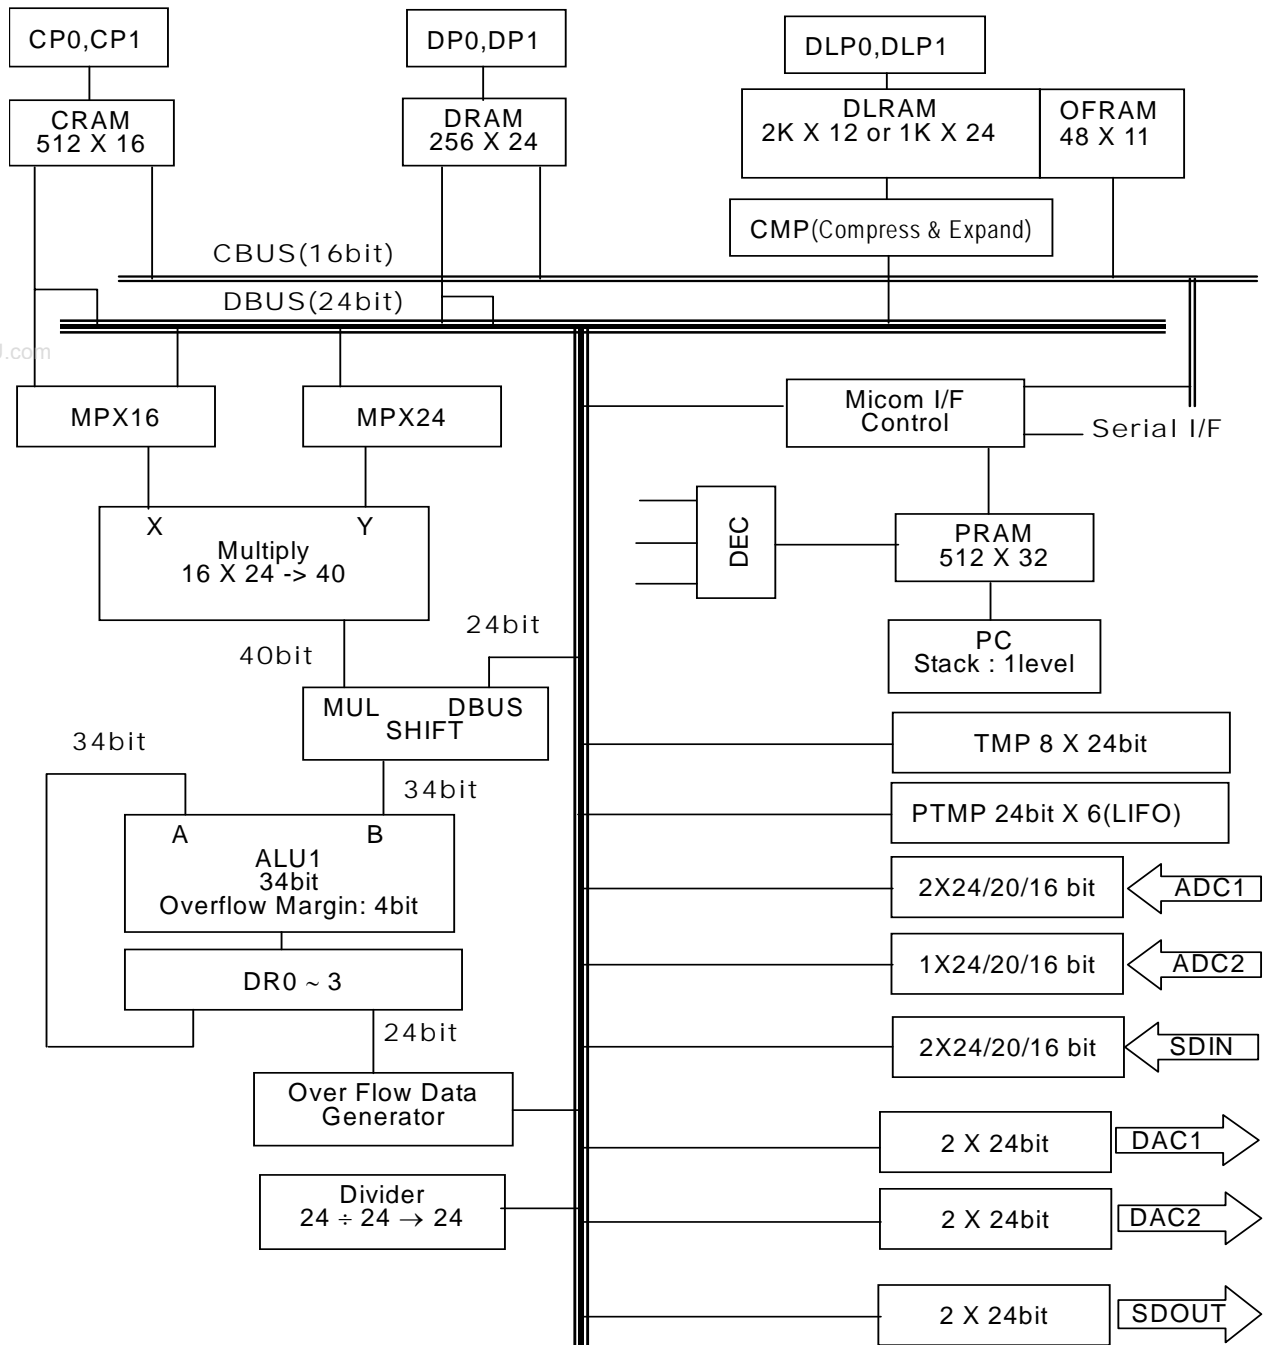 CP0,CP1
DP0,DP1
DLP0,DLP1
CRAM
512 X 16
DRAM
256 X 24
DLRAM
2K X 12 or 1K X 24
OFRAM
48 X 11
CMP(Compress & Expand)
CBUS(16bit)
DBUS(24bit)
.com
MPX16
MPX24
Micom I/F
Control
Serial I/F
X
Y
Multiply
16 X 24 -> 40
DEC
PRAM
512 X 32
PC
Stack : 1level
40bit
24bit
MUL
DBUS
SHIFT
34bit
34bit
TMP 8 X 24bit
PTMP 24bit X 6(LIFO)
A
B
ALU1
34bit
Overflow Margin: 4bit
2X24/20/16 bit
ADC1
DR0 ~ 3
1X24/20/16 bit
ADC2
24bit
2X24/20/16 bit
SDIN
Over Flow Data
Generator
2 X 24bit
DAC1
Divider
24 ÷ 24 → 24
2 X 24bit
DAC2
2 X 24bit
SDOUT